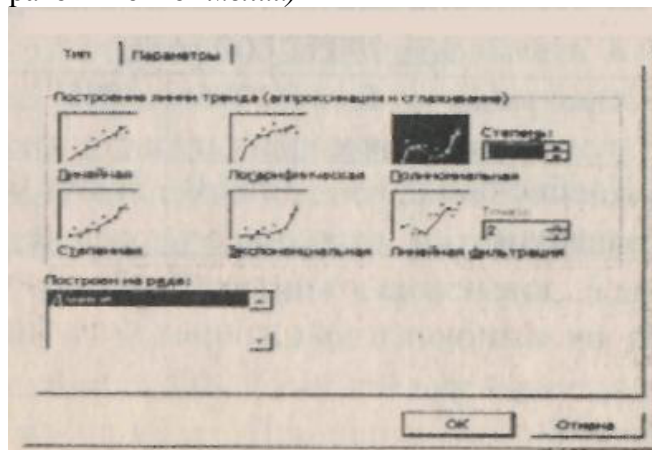 Тип Параметры
Построение линии тренда (аппроксимация и сглаживание)
Степень:
Линейная Логарифмическая Полиномиальная
Точки:
2
Степенная Экспоненциальная Линейная фильтрация
Построен на ряде:
OK Отмена